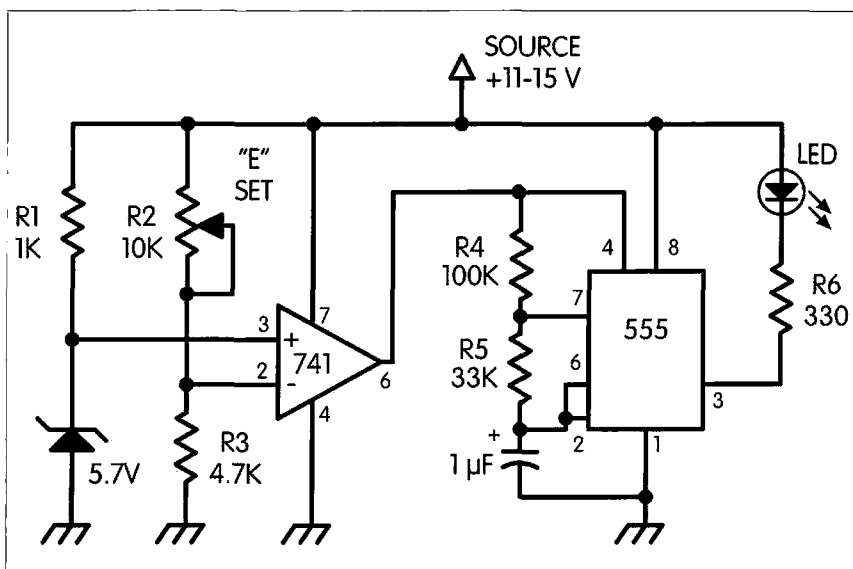 SOURCE
+11-15 V
"E"
SET
LED
R1
1K
R2
10K
R4
100K
4
8
R6
330
7
3
+
741
6
2
-
4
7
555
R5
33K
6
3
2
1
+
1 µF
5.7V
R3
4.7K